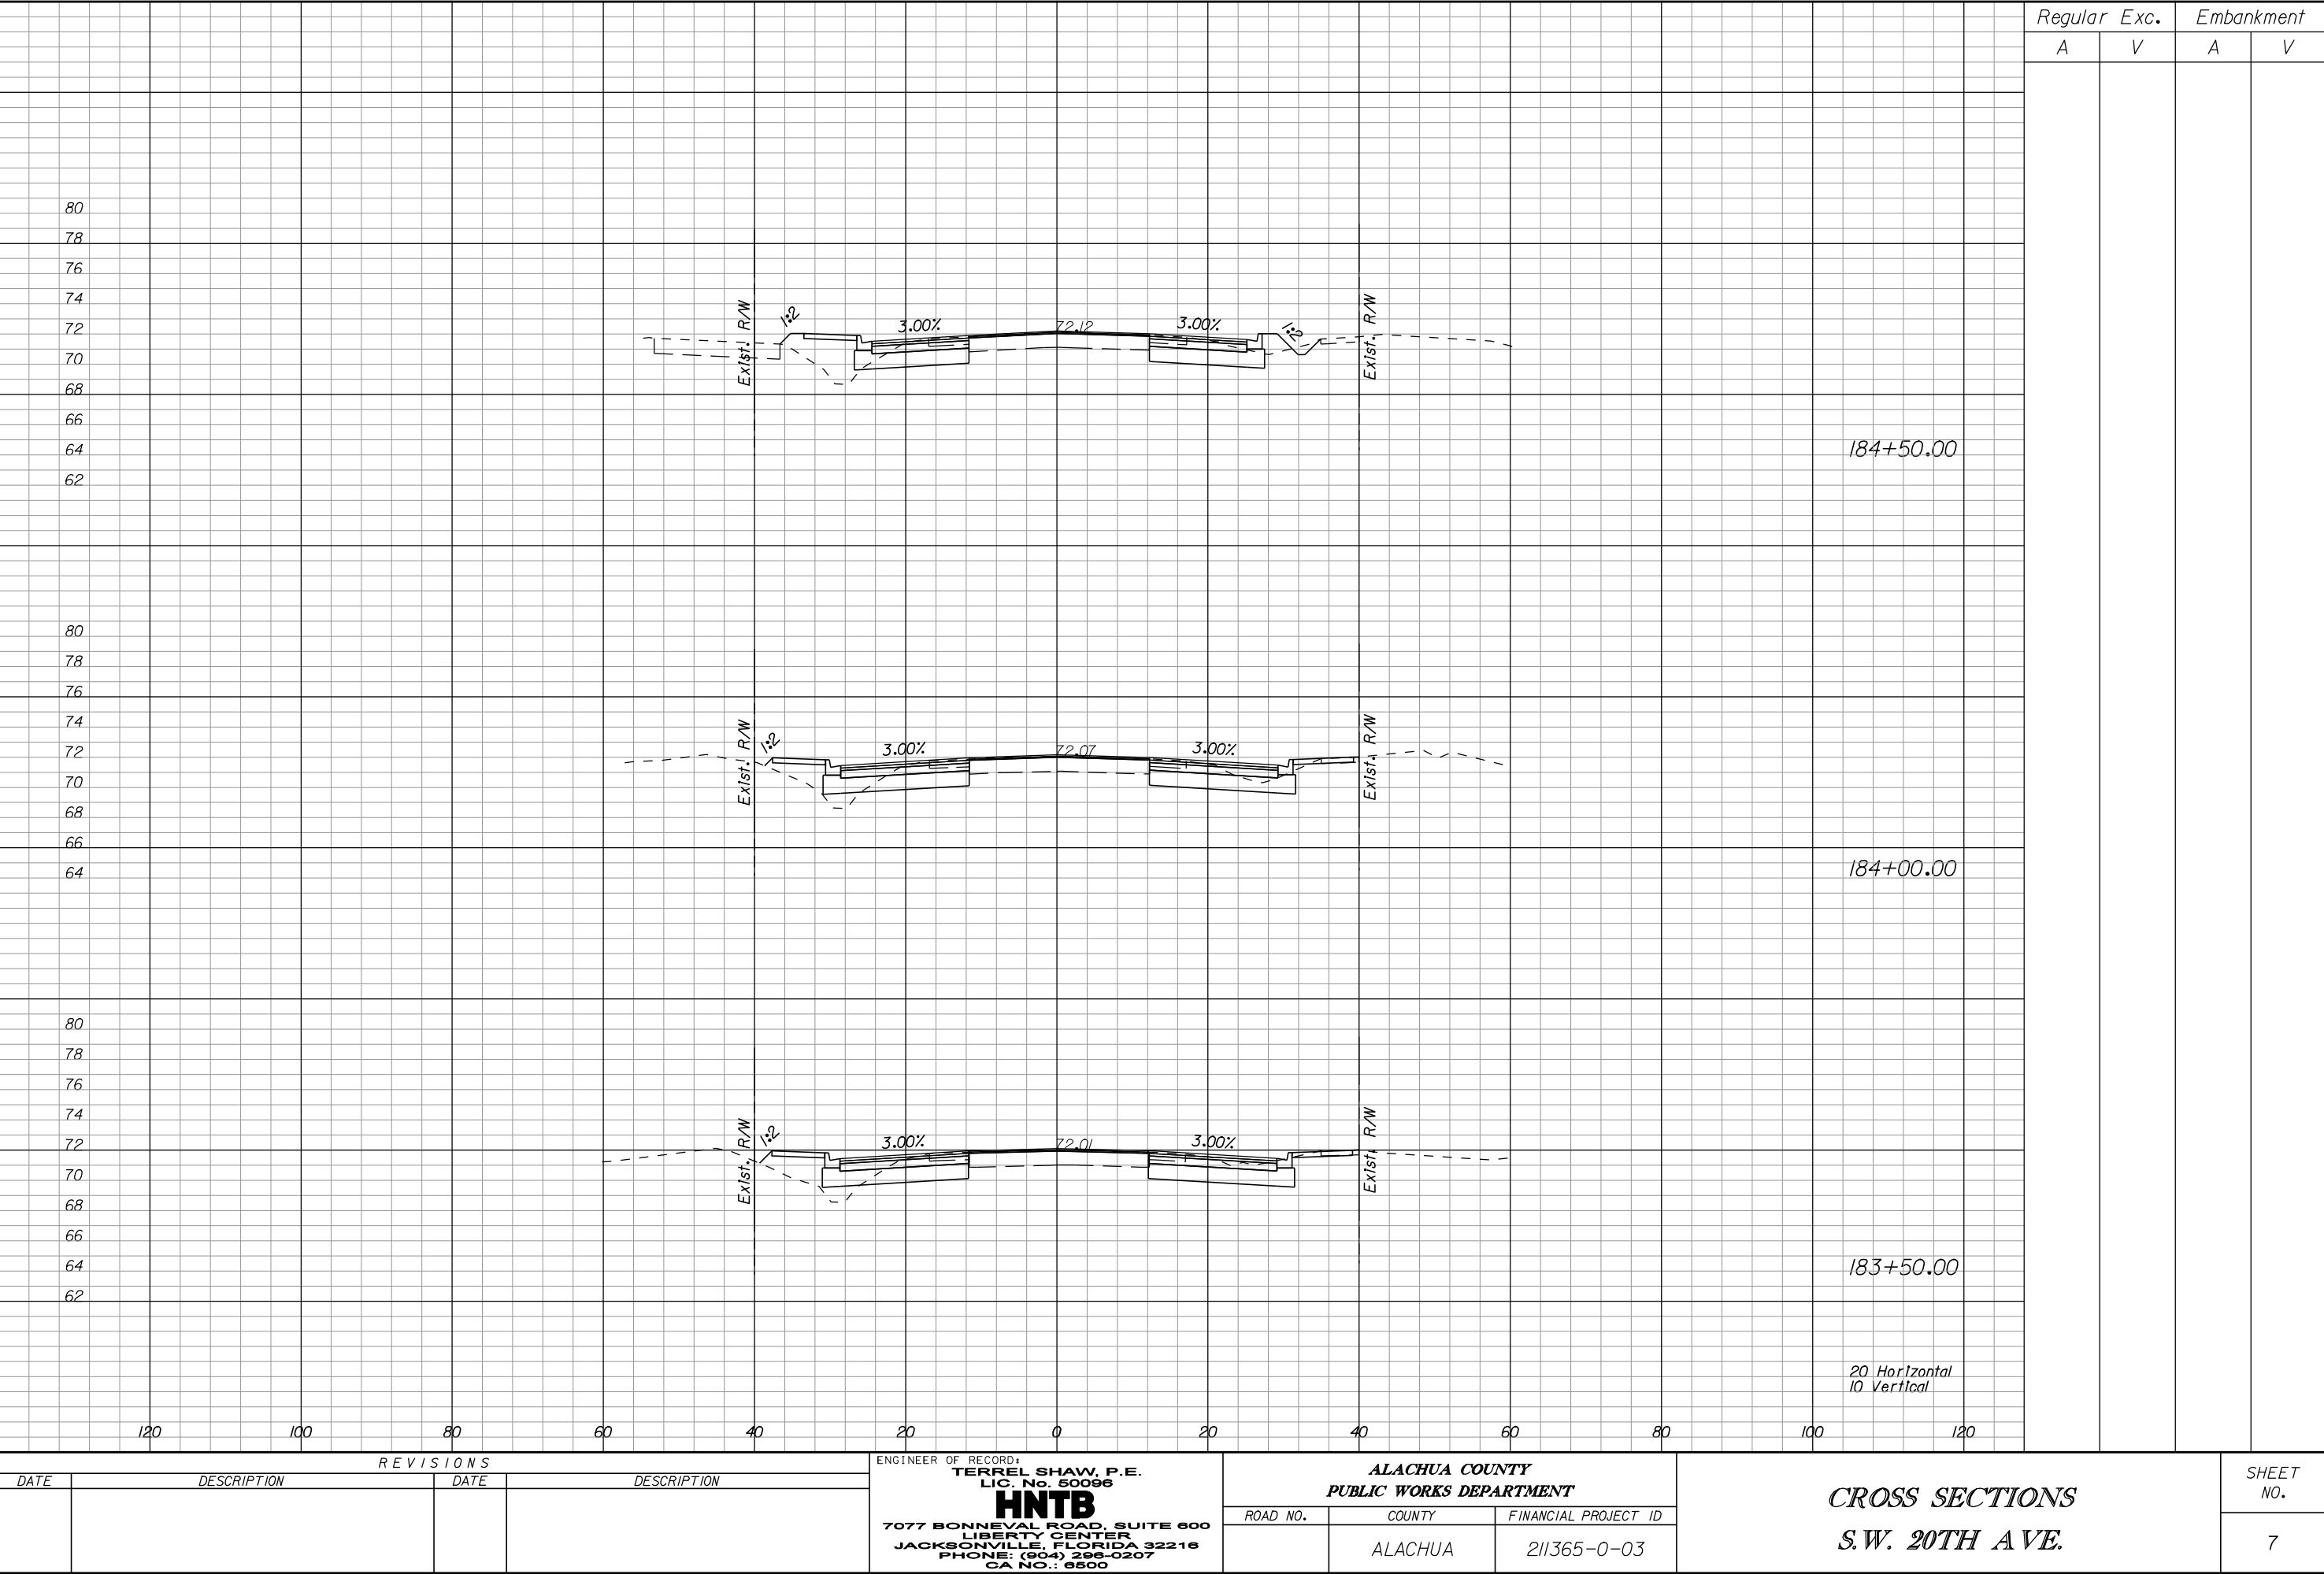 Regular Exc. Embankment
A V A V
80
78
76
74
72
70
68
66
64
62
Exist. R/W
1:2
3.00%
72.12
3.00%
1:2
Exist. R/W
184+50.00
80
78
76
74
72
70
68
66
64
Exist. R/W
1:2
3.00%
72.07
3.00%
Exist. R/W
184+00.00
80
78
76
74
72
70
68
66
64
62
Exist. R/W
1:2
3.00%
72.01
3.00%
Exist. R/W
183+50.00
20 Horizontal
10 Vertical
120 100 80 60 40 20 0 20 40 60 80 100 120
REVISIONS
DATE DESCRIPTION DATE DESCRIPTION
ENGINEER OF RECORD:
TERREL SHAW, P.E.
LIC. No. 50096
HNTB
7077 BONNEVAL ROAD, SUITE 600
LIBERTY CENTER
JACKSONVILLE, FLORIDA 32216
PHONE: (904) 296-0207
CA NO.: 6500
ALACHUA COUNTY
PUBLIC WORKS DEPARTMENT
ROAD NO. COUNTY FINANCIAL PROJECT ID
ALACHUA 211365-0-03
CROSS SECTIONS
S.W. 20TH AVE.
SHEET
NO.
7